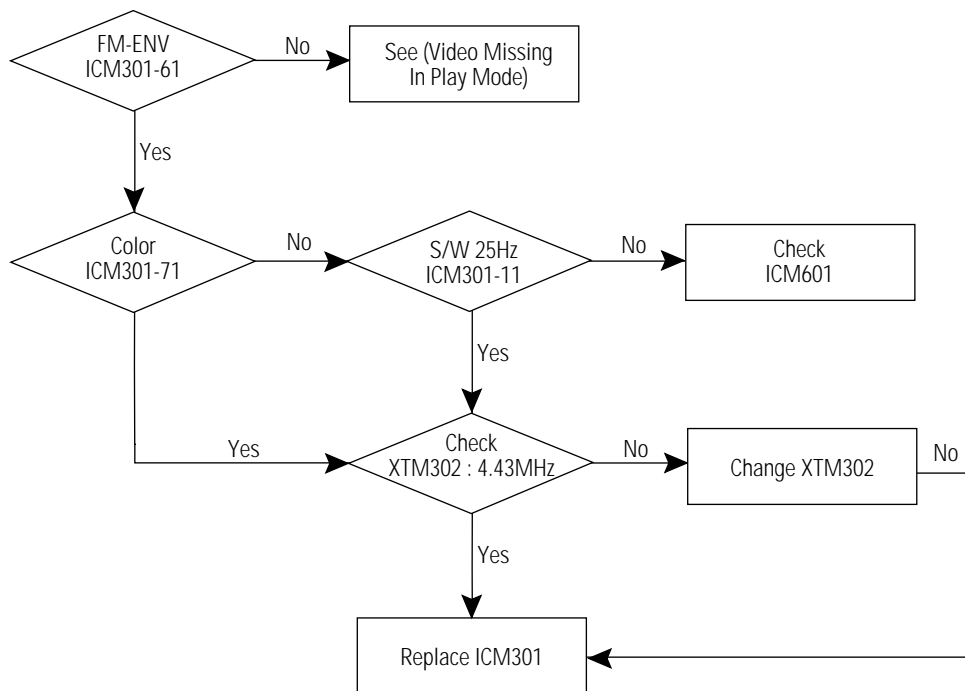 FM-ENV
ICM301-61
No
See (Video Missing
In Play Mode)
Yes
Color
ICM301-71
No
S/W 25Hz
ICM301-11
No
Check
ICM601
Yes
Yes
Check
XTM302 : 4.43MHz
No
Change XTM302
No
Yes
Replace ICM301